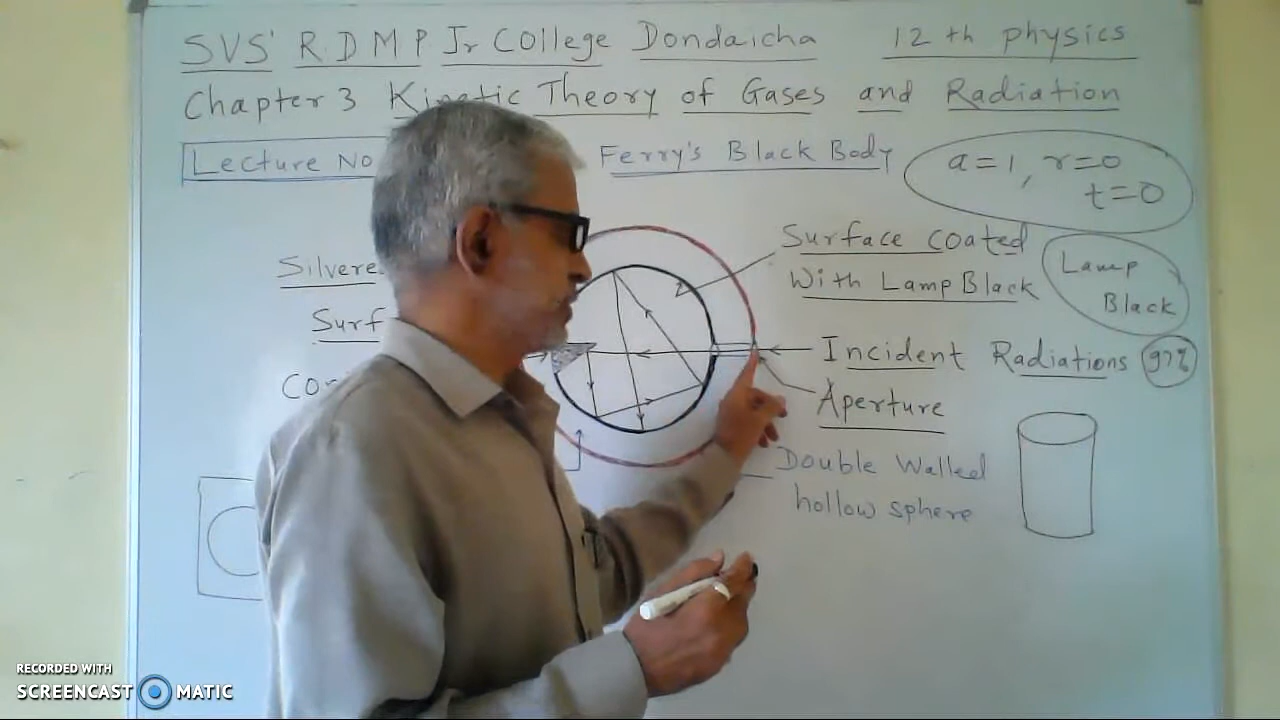 SVS' R D M P Jr College Dondaicha 12 th physics
Chapter 3 Kinetic Theory of Gases and Radiation
Lecture No Ferry's Black Body
a=1, r=0
t=0
Surface coated
With Lamp Black
Lamp
Black
Silvere
Surf
Incident Radiations 97%
Aperture
Double Walled
hollow sphere
RECORDED WITH
SCREENCAST MATIC